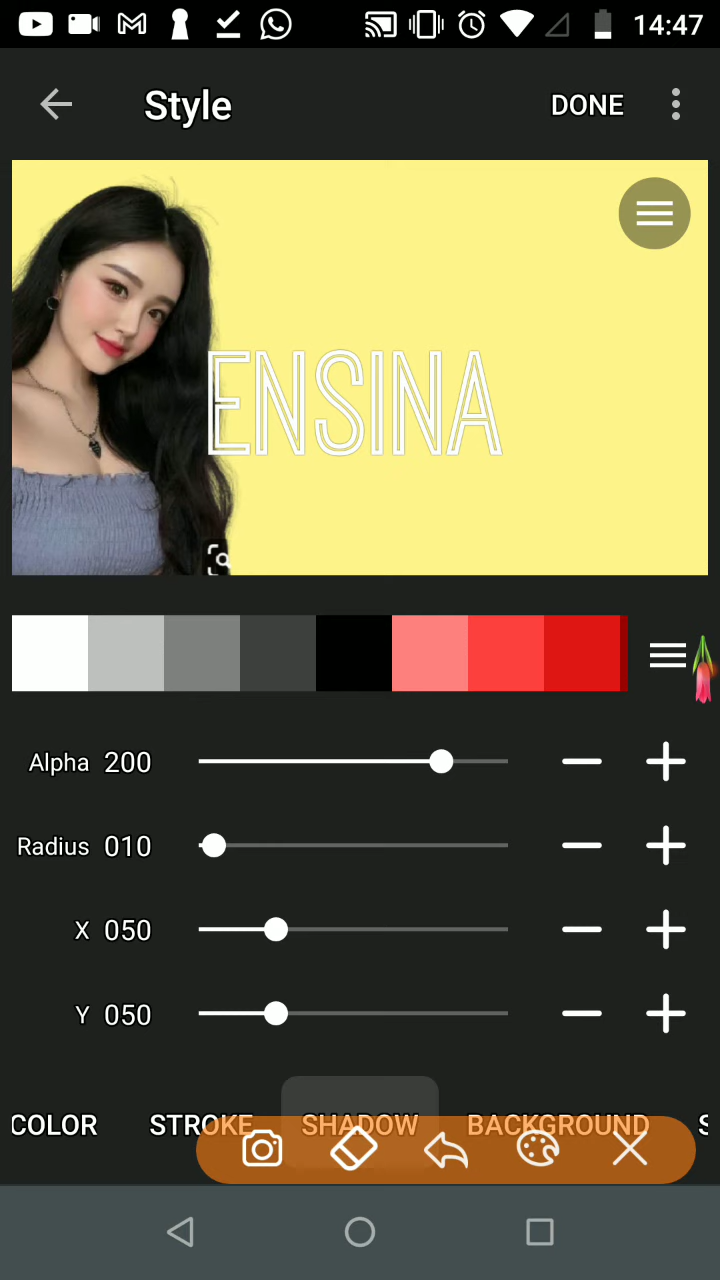 14:47
Style
DONE
ENSINA
Alpha 200
Radius 010
X 050
Y 050
COLOR STROKE SHADOW BACKGROUND S